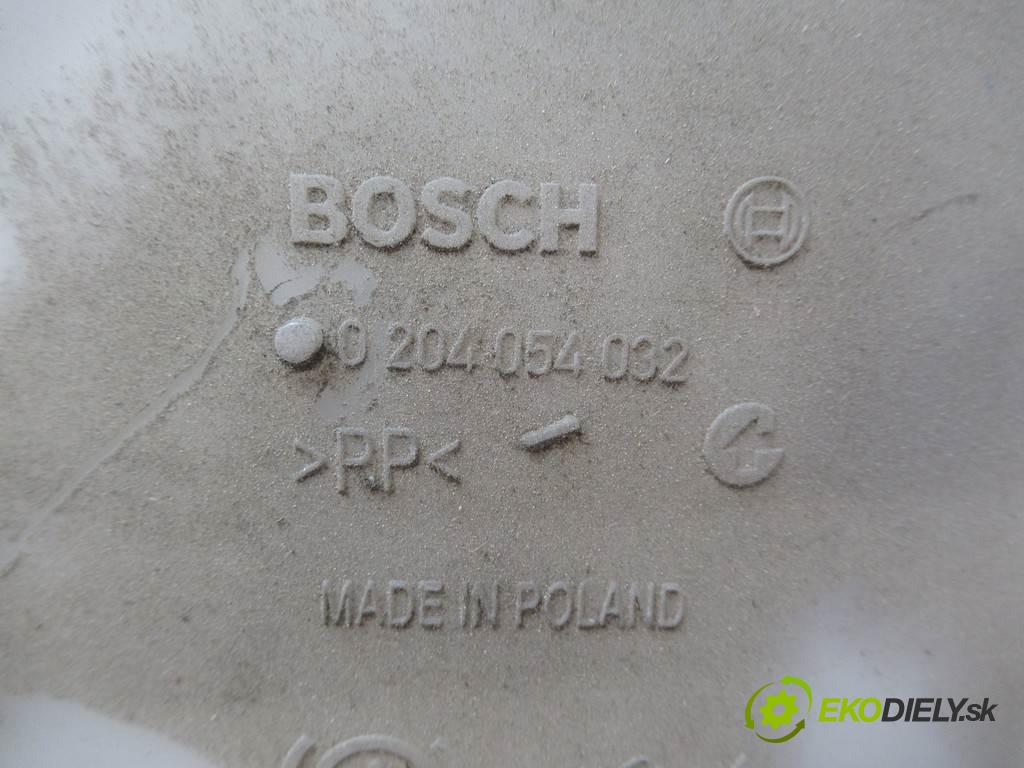 BOSCH
0 204 054 032
>PP<
MADE IN POLAND
EKODIELY.sk